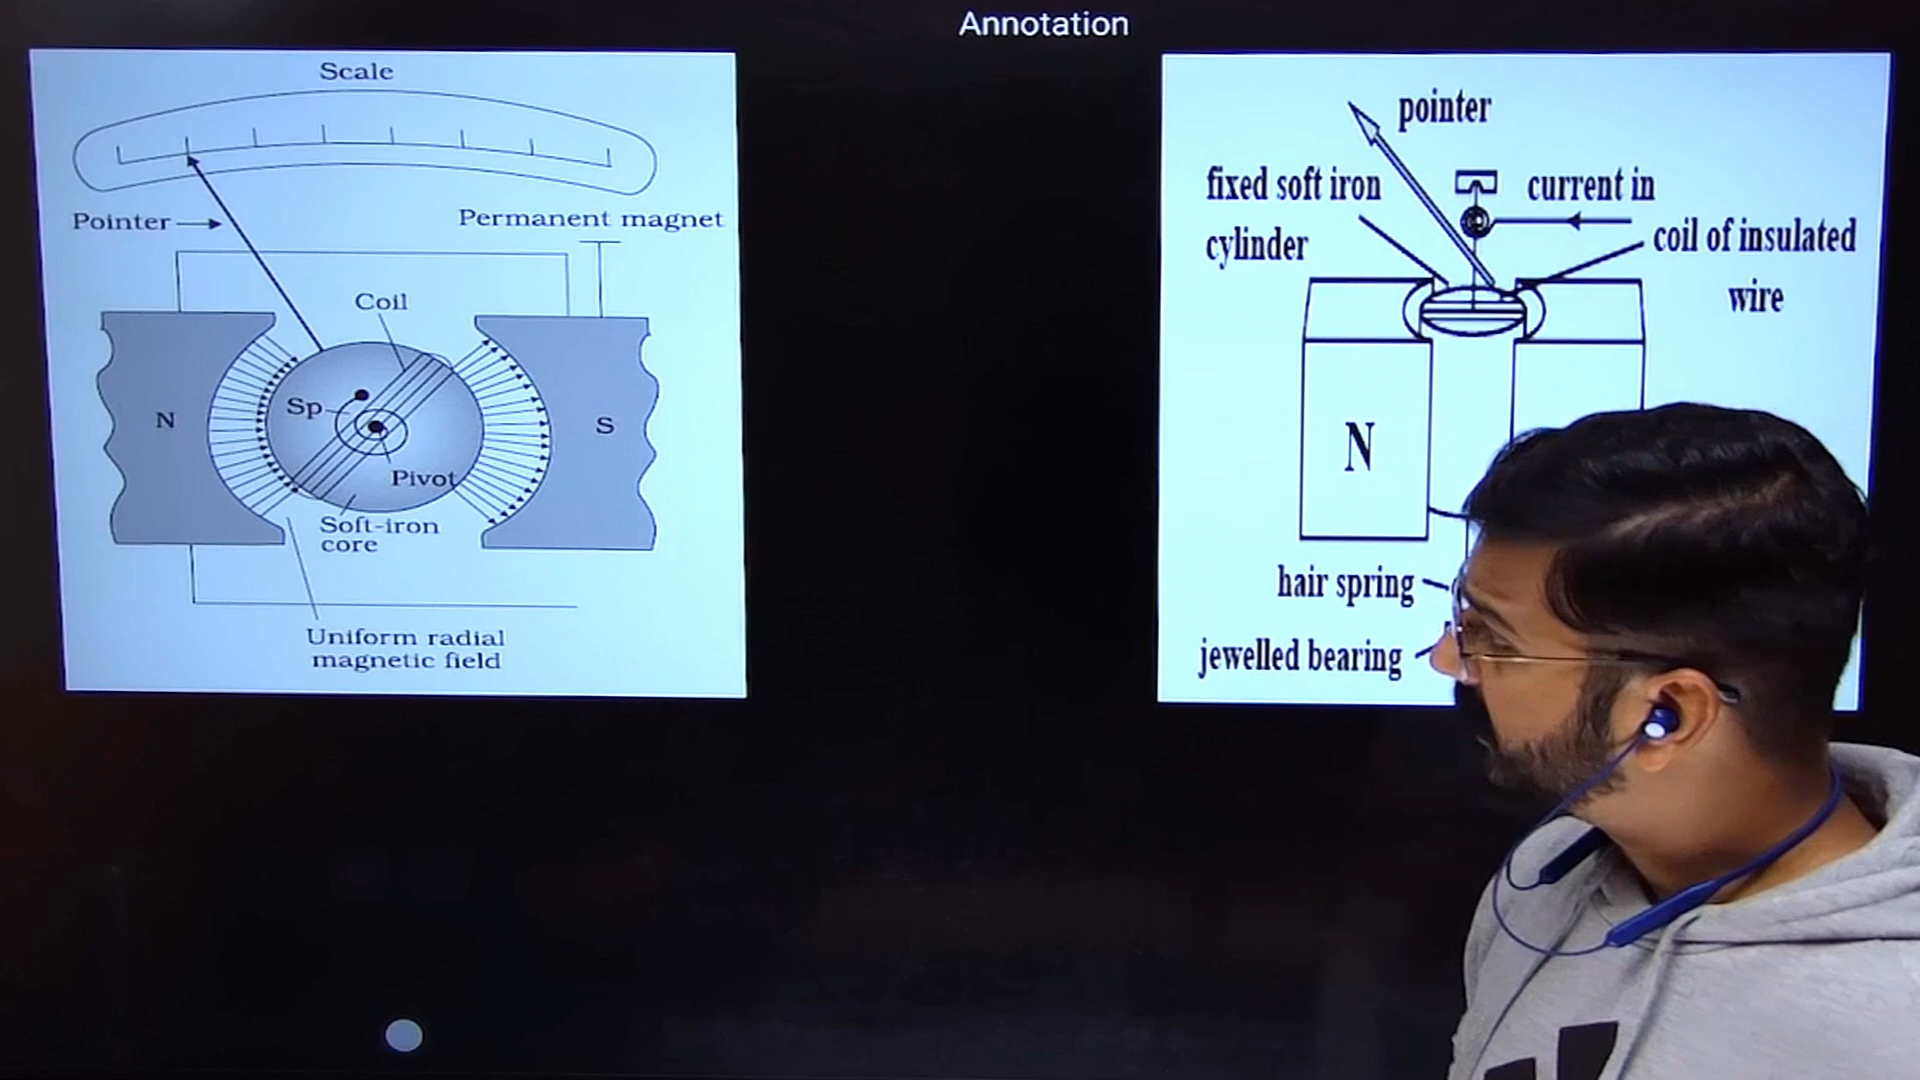 Annotation
Scale
Pointer
Permanent magnet
Coil
N
Sp
S
Pivot
Soft-iron
core
Uniform radial
magnetic field
pointer
fixed soft iron
cylinder
current in
coil of insulated
wire
N
hair spring
jewelled bearing